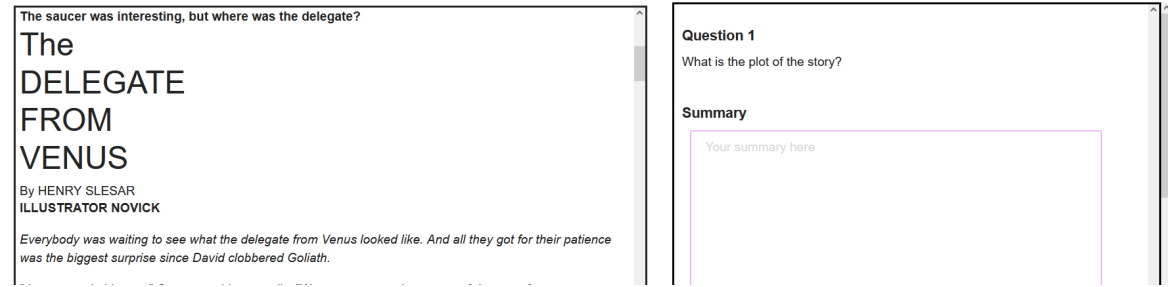 The saucer was interesting, but where was the delegate?
The
DELEGATE
FROM
VENUS
By HENRY SLESAR
ILLUSTRATOR NOVICK
Everybody was waiting to see what the delegate from Venus looked like. And all they got for their patience
was the biggest surprise since David clobbered Goliath.
Question 1
What is the plot of the story?
Summary
Your summary here